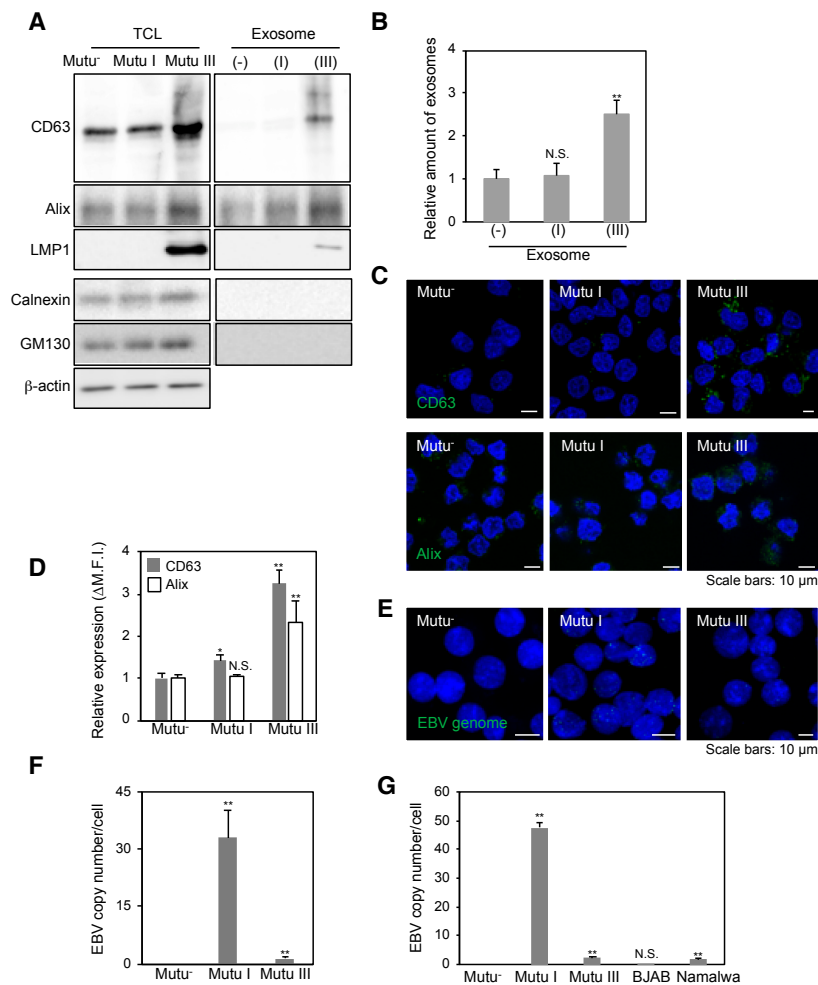 A
TCL Exosome
Mutu- Mutu I Mutu III (-) (I) (III)
CD63
Alix
LMP1
Calnexin
GM130
β-actin
B
Relative amount of exosomes
4
3
2
1
0
N.S.
**
(-) (I) (III)
Exosome
C
Mutu- Mutu I Mutu III
CD63
Mutu- Mutu I Mutu III
Alix
Scale bars: 10 μm
D
Relative expression (ΔM.F.I.)
4
3
2
1
0
CD63
Alix
*
N.S.
**
**
Mutu- Mutu I Mutu III
E
Mutu- Mutu I Mutu III
EBV genome
Scale bars: 10 μm
F
EBV copy number/cell
45
30
15
0
**
**
Mutu- Mutu I Mutu III
G
EBV copy number/cell
60
50
40
30
20
10
0
**
**
N.S.
**
Mutu- Mutu I Mutu III BJAB Namalwa